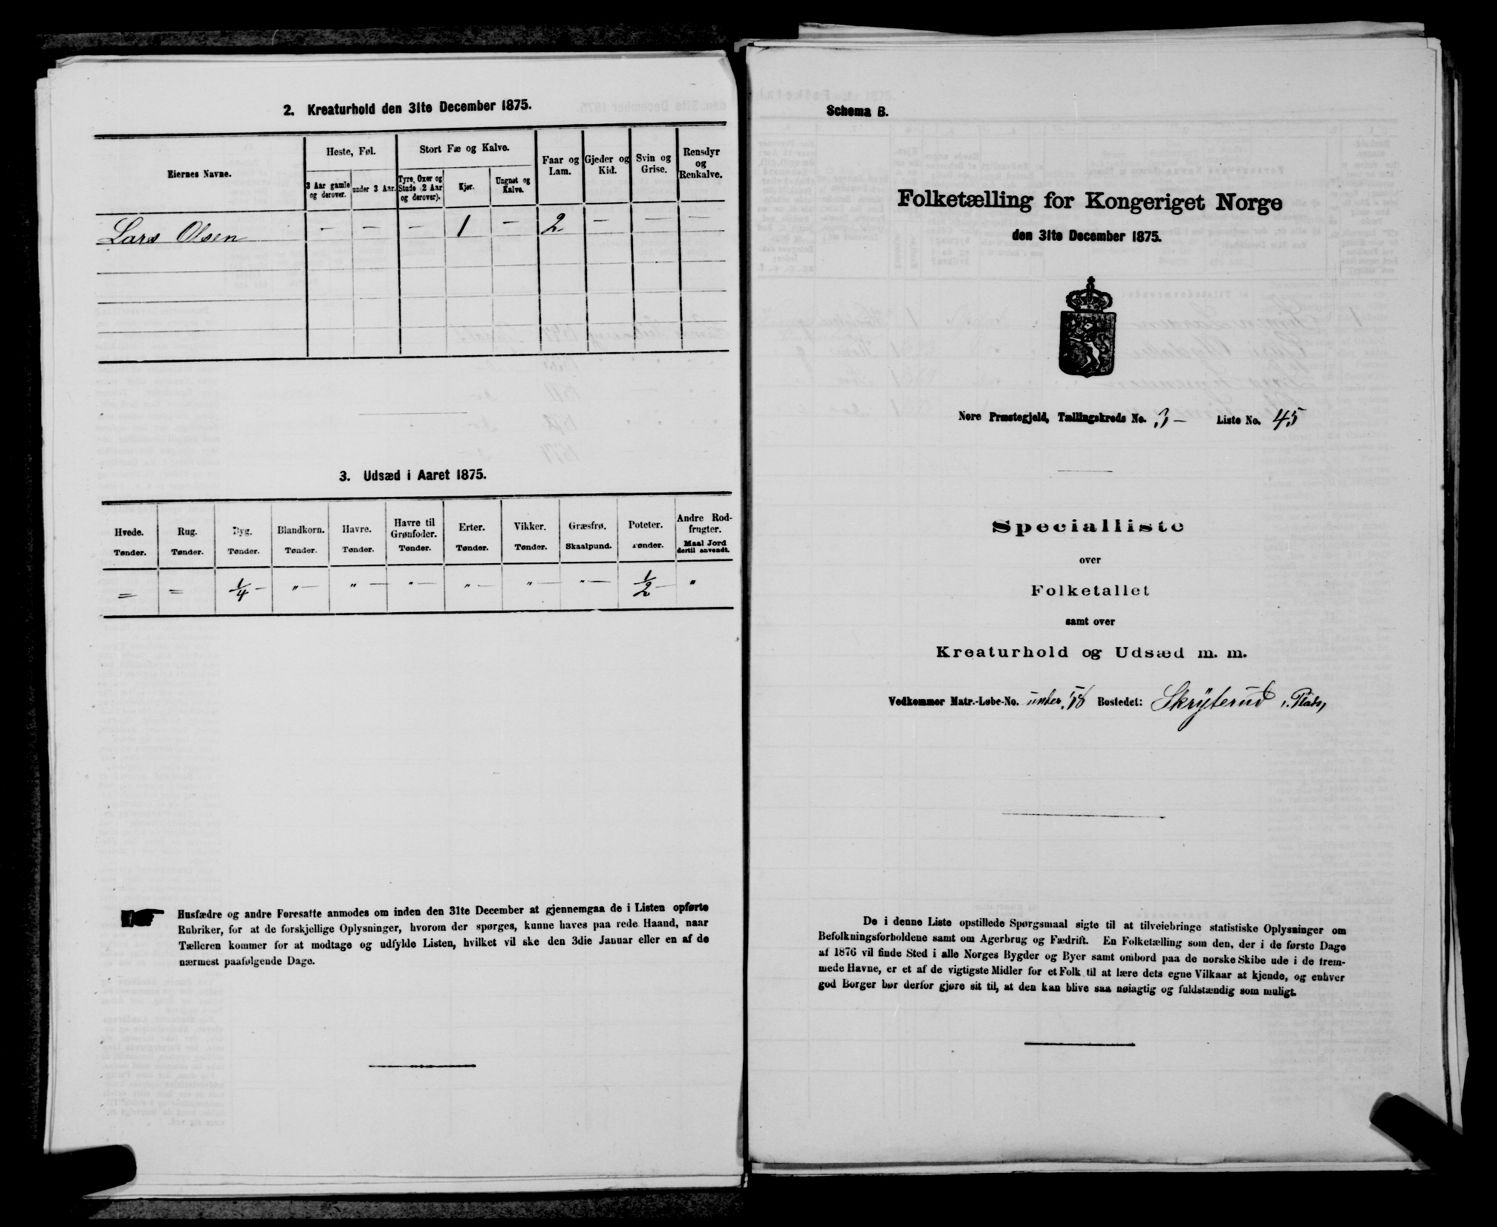 2. Kreaturhold den 31te December 1875.
Eiernes Navne.
Heste, Føl.
Stort Fæ og Kalve.
Faar og Lam.
Gjeder og Kid.
Svin og Grise.
Rensdyr og Renkalve.
3 Aar gamle og derover.
under 3 Aar.
Tyre, Oxer og Stude (2 Aar og derover).
Kjør.
Ungnøt og Kalve.
Lars Olsen — — — 1 — 2 — — —
3. Udsæd i Aaret 1875.
Hvede. Rug. Byg. Blandkorn. Havre. Havre til Grønfoder. Erter. Vikker. Græsfrø. Poteter. Andre Rodfrugter.
Tønder. Tønder. Tønder. Tønder. Tønder. Tønder. Tønder. Tønder. Skaalpund. Tønder. Maal Jord dertil anvendt.
= = 1/4 — " — " — " — " — " — " — 1/2 — "
Husfædre og andre Foresatte anmodes om inden den 31te December at gjennemgaa de i Listen opførte
Rubriker, for at de forskjellige Oplysninger, hvorom der spørges, kunne haves paa rede Haand, naar
Tælleren kommer for at modtage og udfylde Listen, hvilket vil ske den 3die Januar eller en af de
nærmest paafølgende Dage.
Schema B.
Folketælling for Kongeriget Norge
den 31te December 1875.
Nore Præstegjeld, Tællingskreds No. 3 — Liste No. 45
Specialliste
over
Folketallet
samt over
Kreaturhold og Udsæd m. m.
Vedkommer Matr.-Løbe-No. under 58 Bostedet: Skrÿterud, Plads,
De i denne Liste opstillede Spørgsmaal sigte til at tilveiebringe statistiske Oplysninger om
Befolkningsforholdene samt om Agerbrug og Fædrift. En Folketælling som den, der i de første Dage
af 1876 vil finde Sted i alle Norges Bygder og Byer samt ombord paa de norske Skibe ude i de frem-
mede Havne, er et af de vigtigste Midler for et Folk til at lære dets egne Vilkaar at kjende, og enhver
god Borger bør derfor gjøre sit til, at den kan blive saa nøiagtig og fuldstændig som muligt.